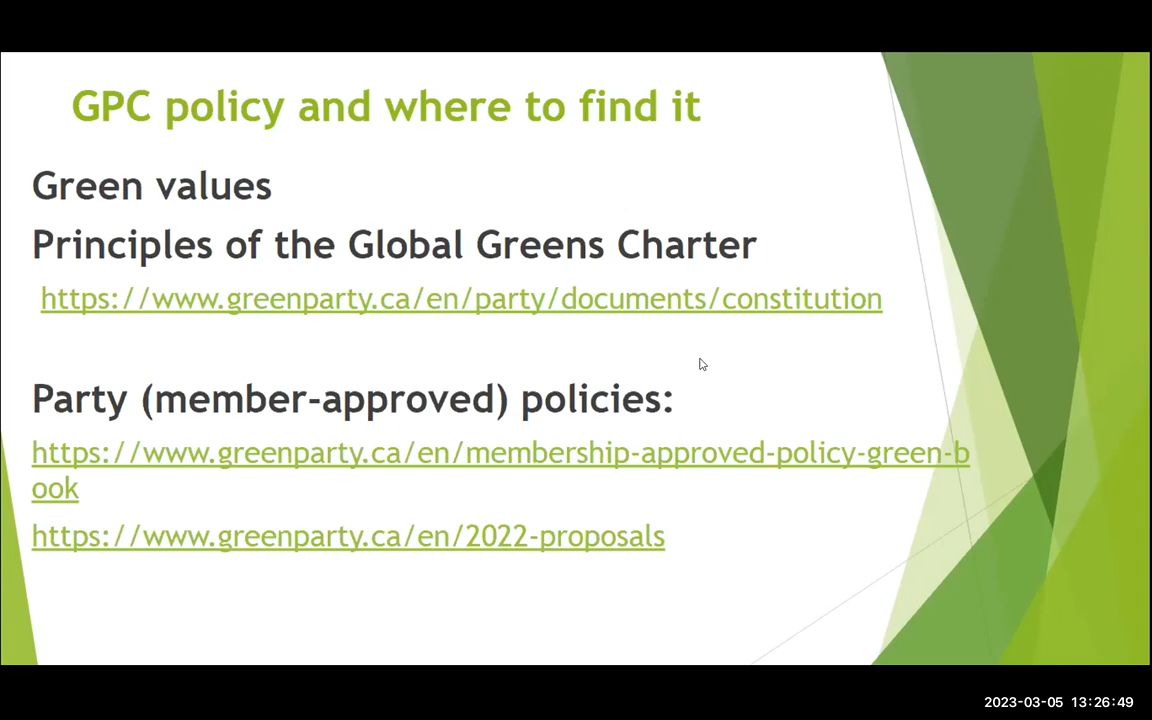 GPC policy and where to find it
Green values
Principles of the Global Greens Charter
https://www.greenparty.ca/en/party/documents/constitution
Party (member-approved) policies:
https://www.greenparty.ca/en/membership-approved-policy-green-b
ook
https://www.greenparty.ca/en/2022-proposals
2023-03-05 13:26:49